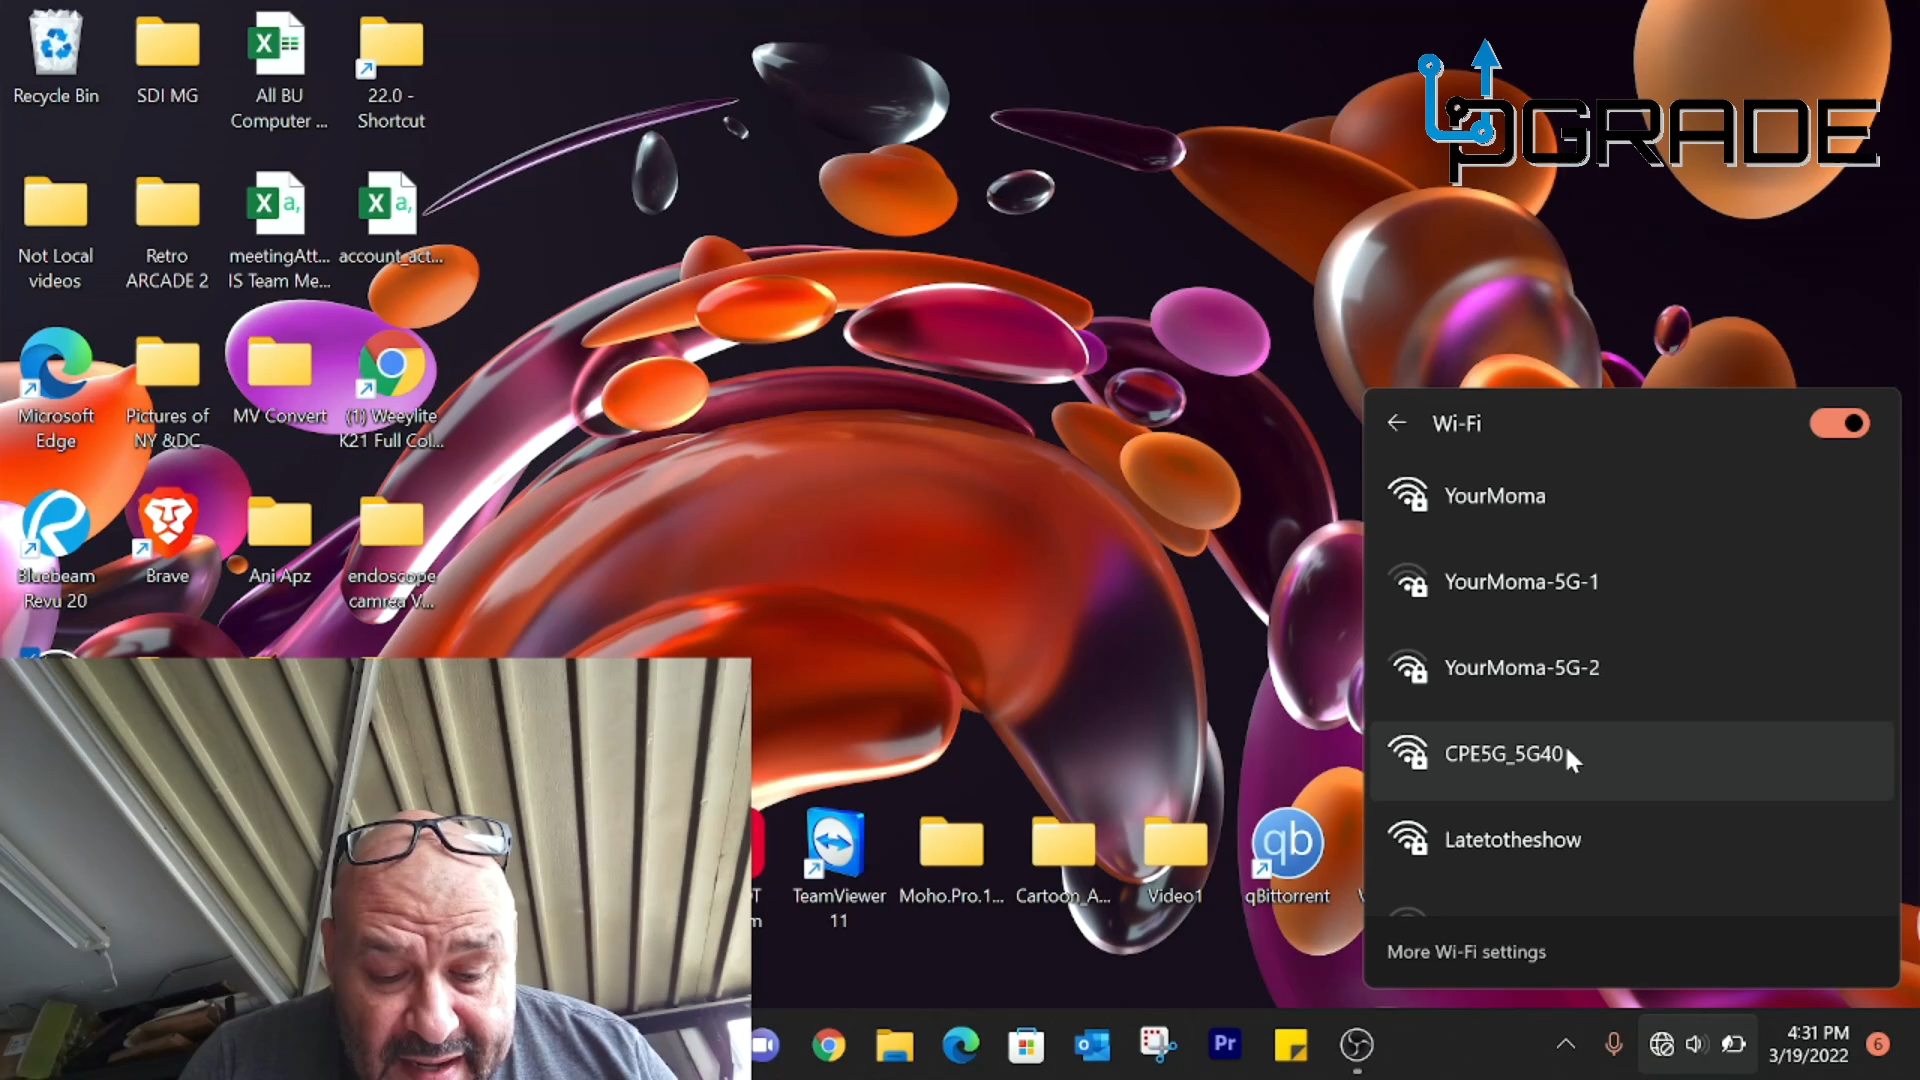 Recycle Bin
SDI MG
All BU
Computer ...
22.0 -
Shortcut
UPGRADE
Not Local
videos
Retro
ARCADE 2
meetingAtt...
IS Team Me...
account_act...
Microsoft
Edge
Pictures of
NY &DC
MV Convert
(1) Weeylite
K21 Full Col...
Bluebeam
Revu 20
Brave
Ani Apz
endoscope
camrea V...
Wi-Fi
YourMoma
YourMoma-5G-1
YourMoma-5G-2
CPE5G_5G40
Latetotheshow
More Wi-Fi settings
TeamViewer
11
Moho.Pro.1...
Cartoon_A...
Video1
qb
qBittorrent
Pr
4:31 PM
3/19/2022
6